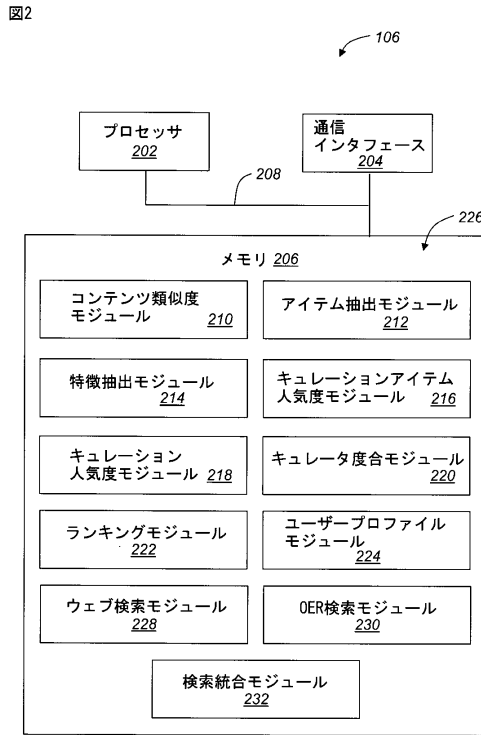 図2
106
プロセッサ
202
通信
インタフェース
204
208
226
メモリ 206
コンテンツ類似度
モジュール 210
アイテム抽出モジュール
212
特徴抽出モジュール
214
キュレーションアイテム
人気度モジュール 216
キュレーション
人気度モジュール 218
キュレータ度合モジュール
220
ランキングモジュール
222
ユーザープロファイル
モジュール
224
ウェブ検索モジュール
228
OER検索モジュール
230
検索統合モジュール
232